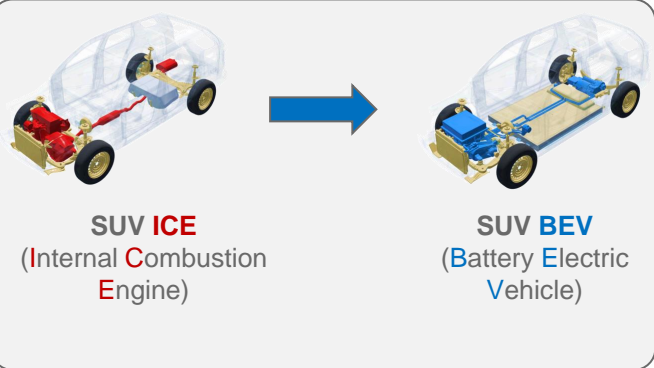 SUV ICE
(Internal Combustion
Engine)
SUV BEV
(Battery Electric
Vehicle)